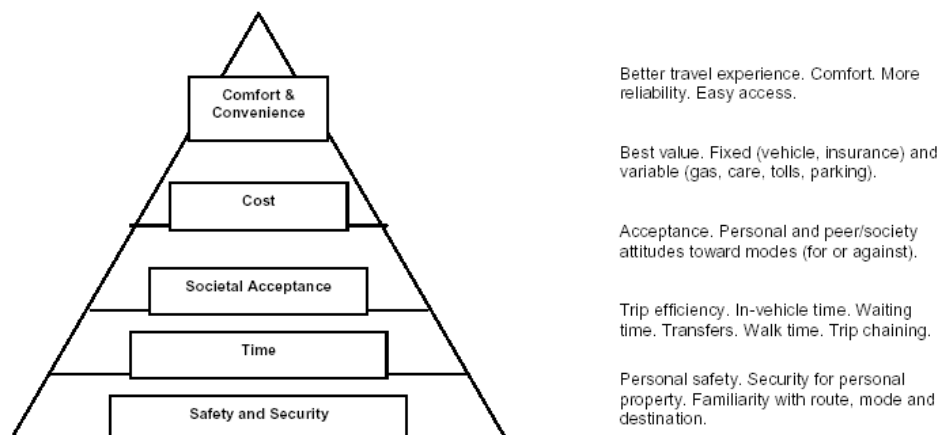 Comfort &
Convenience
Better travel experience. Comfort. More
reliability. Easy access.
Cost
Best value. Fixed (vehicle, insurance) and
variable (gas, care, tolls, parking).
Societal Acceptance
Acceptance. Personal and peer/society
attitudes toward modes (for or against).
Time
Trip efficiency. In-vehicle time. Waiting
time. Transfers. Walk time. Trip chaining.
Safety and Security
Personal safety. Security for personal
property. Familiarity with route, mode and
destination.